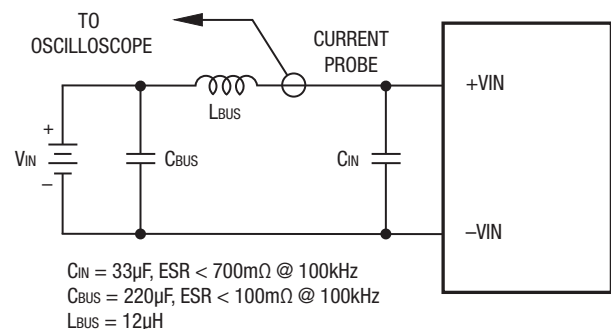 TO
OSCILLOSCOPE
CURRENT
PROBE
LBUS
+VIN
VIN
+
–
CBUS
CIN
–VIN
CIN = 33µF, ESR < 700mΩ @ 100kHz
CBUS = 220µF, ESR < 100mΩ @ 100kHz
LBUS = 12µH